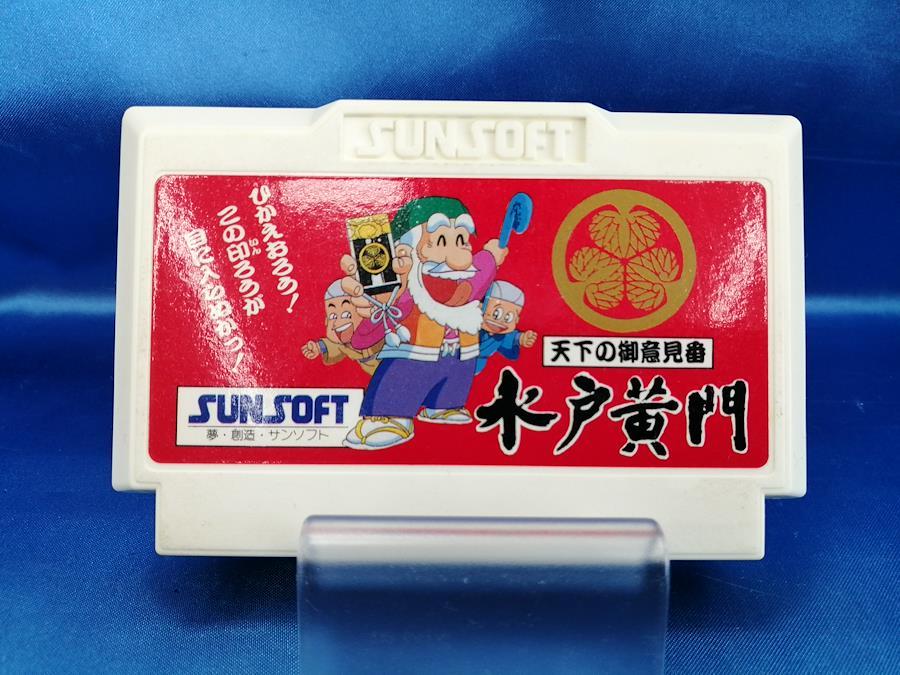 SUNSOFT
ひかえおろう!
この印ろうが
いん
目に入らぬかっ!
天下の御意見番
水戸黄門
SUNSOFT
夢・創造・サンソフト